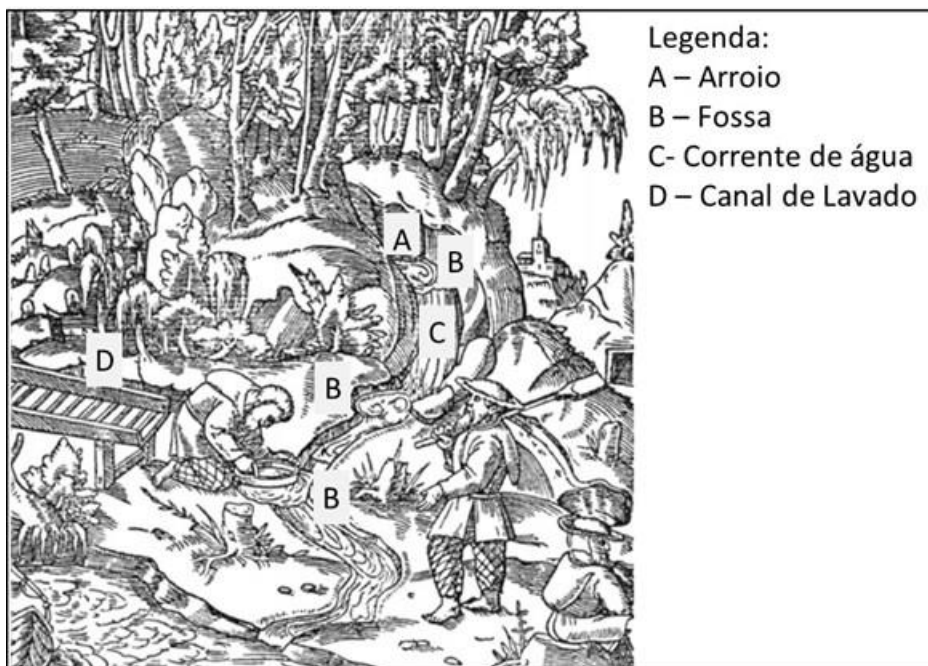 Legenda:
A – Arroio
B – Fossa
C- Corrente de água
D – Canal de Lavado
A
B
C
D
B
B